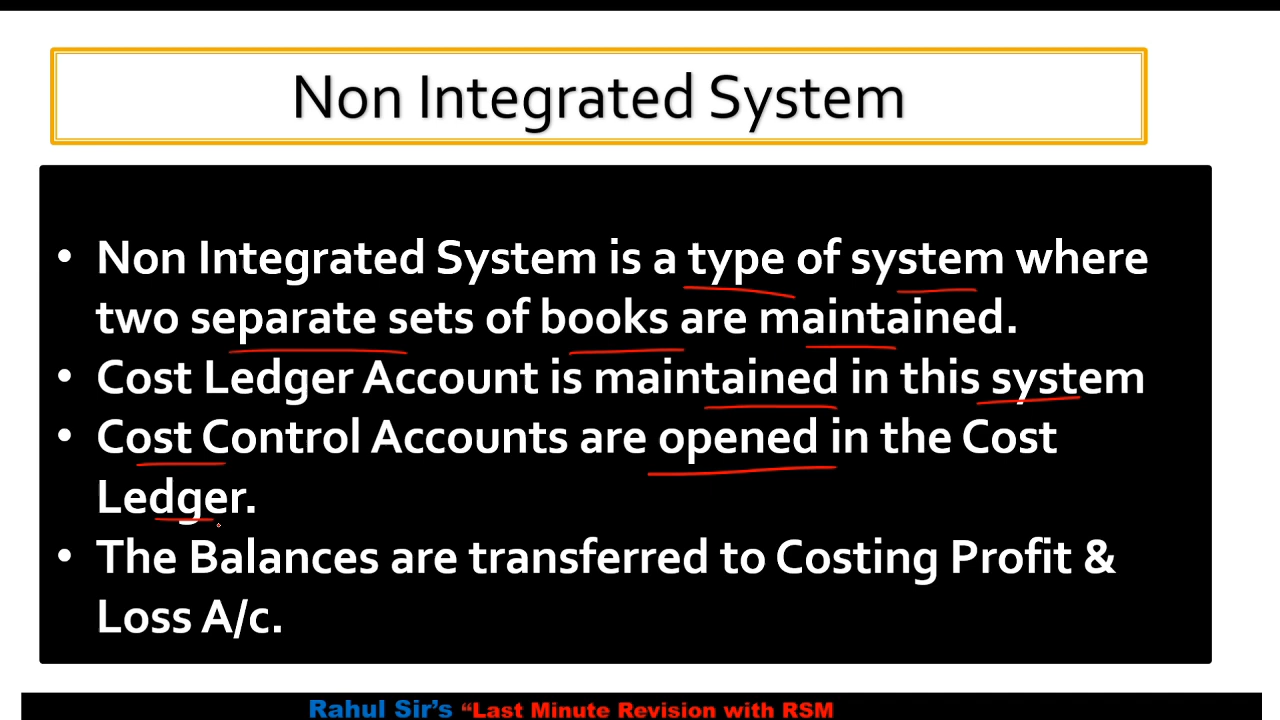 Non Integrated System
• Non Integrated System is a type of system where
two separate sets of books are maintained.
• Cost Ledger Account is maintained in this system
• Cost Control Accounts are opened in the Cost
Ledger.
• The Balances are transferred to Costing Profit &
Loss A/c.
Rahul Sir's “Last Minute Revision with RSM